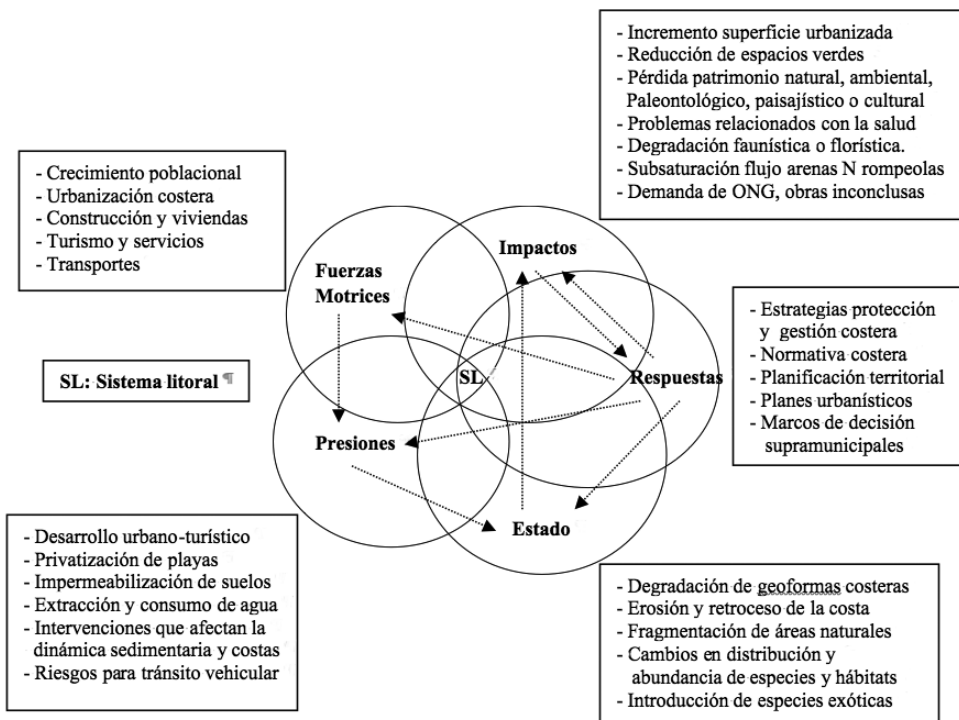 - Incremento superficie urbanizada
- Reducción de espacios verdes
- Pérdida patrimonio natural, ambiental,
Paleontológico, paisajístico o cultural
- Problemas relacionados con la salud
- Degradación faunística o florística.
- Subsaturación flujo arenas N rompeolas
- Demanda de ONG, obras inconclusas
- Crecimiento poblacional
- Urbanización costera
- Construcción y viviendas
- Turismo y servicios
- Transportes
Impactos
Fuerzas
Motrices
- Estrategias protección
y gestión costera
- Normativa costera
- Planificación territorial
- Planes urbanísticos
- Marcos de decisión
supramunicipales
SL: Sistema litoral ¶
SL
Respuestas
Presiones
Estado
- Desarrollo urbano-turístico
- Privatización de playas
- Impermeabilización de suelos
- Extracción y consumo de agua
- Intervenciones que afectan la
dinámica sedimentaria y costas
- Riesgos para tránsito vehicular
- Degradación de geoformas costeras
- Erosión y retroceso de la costa
- Fragmentación de áreas naturales
- Cambios en distribución y
abundancia de especies y hábitats
- Introducción de especies exóticas